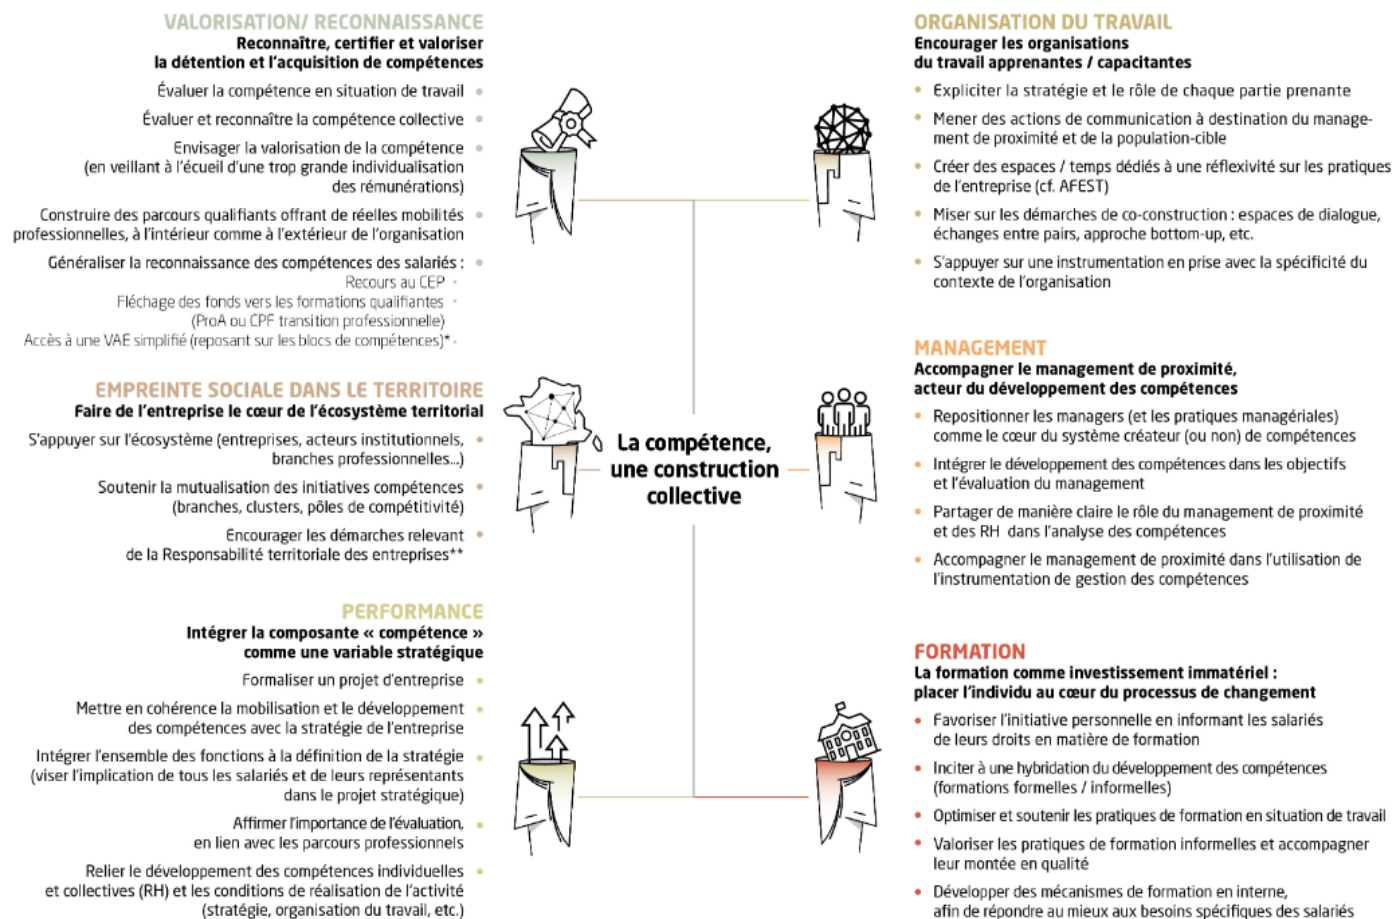 VALORISATION/ RECONNAISSANCE
Reconnaître, certifier et valoriser
la détention et l'acquisition de compétences
Évaluer la compétence en situation de travail
Évaluer et reconnaître la compétence collective
Envisager la valorisation de la compétence
(en veillant à l'écueil d'une trop grande individualisation
des rémunérations)
Construire des parcours qualifiants offrant de réelles mobilités
professionnelles, à l'intérieur comme à l'extérieur de l'organisation
Généraliser la reconnaissance des compétences des salariés :
Recours au CEP
Fléchage des fonds vers les formations qualifiantes
(ProA ou CPF transition professionnelle)
Accès à une VAE simplifié (reposant sur les blocs de compétences)*
EMPREINTE SOCIALE DANS LE TERRITOIRE
Faire de l'entreprise le cœur de l'écosystème territorial
S'appuyer sur l'écosystème (entreprises, acteurs institutionnels,
branches professionnelles...)
Soutenir la mutualisation des initiatives compétences
(branches, clusters, pôles de compétitivité)
Encourager les démarches relevant
de la Responsabilité territoriale des entreprises**
PERFORMANCE
Intégrer la composante « compétence »
comme une variable stratégique
Formaliser un projet d'entreprise
Mettre en cohérence la mobilisation et le développement
des compétences avec la stratégie de l'entreprise
Intégrer l'ensemble des fonctions à la définition de la stratégie
(viser l'implication de tous les salariés et de leurs représentants
dans le projet stratégique)
Affirmer l'importance de l'évaluation,
en lien avec les parcours professionnels
Relier le développement des compétences individuelles
et collectives (RH) et les conditions de réalisation de l'activité
(stratégie, organisation du travail, etc.)
La compétence,
une construction
collective
ORGANISATION DU TRAVAIL
Encourager les organisations
du travail apprenantes / capacitantes
• Expliciter la stratégie et le rôle de chaque partie prenante
• Mener des actions de communication à destination du manage-
ment de proximité et de la population-cible
• Créer des espaces / temps dédiés à une réflexivité sur les pratiques
de l'entreprise (cf. AFEST)
• Miser sur les démarches de co-construction : espaces de dialogue,
échanges entre pairs, approche bottom-up, etc.
• S'appuyer sur une instrumentation en prise avec la spécificité du
contexte de l'organisation
MANAGEMENT
Accompagner le management de proximité,
acteur du développement des compétences
• Repositionner les managers (et les pratiques managériales)
comme le cœur du système créateur (ou non) de compétences
• Intégrer le développement des compétences dans les objectifs
et l'évaluation du management
• Partager de manière claire le rôle du management de proximité
et des RH dans l'analyse des compétences
• Accompagner le management de proximité dans l'utilisation de
l'instrumentation de gestion des compétences
FORMATION
La formation comme investissement immatériel :
placer l'individu au cœur du processus de changement
• Favoriser l'initiative personnelle en informant les salariés
de leurs droits en matière de formation
• Inciter à une hybridation du développement des compétences
(formations formelles / informelles)
• Optimiser et soutenir les pratiques de formation en situation de travail
• Valoriser les pratiques de formation informelles et accompagner
leur montée en qualité
• Développer des mécanismes de formation en interne,
afin de répondre au mieux aux besoins spécifiques des salariés